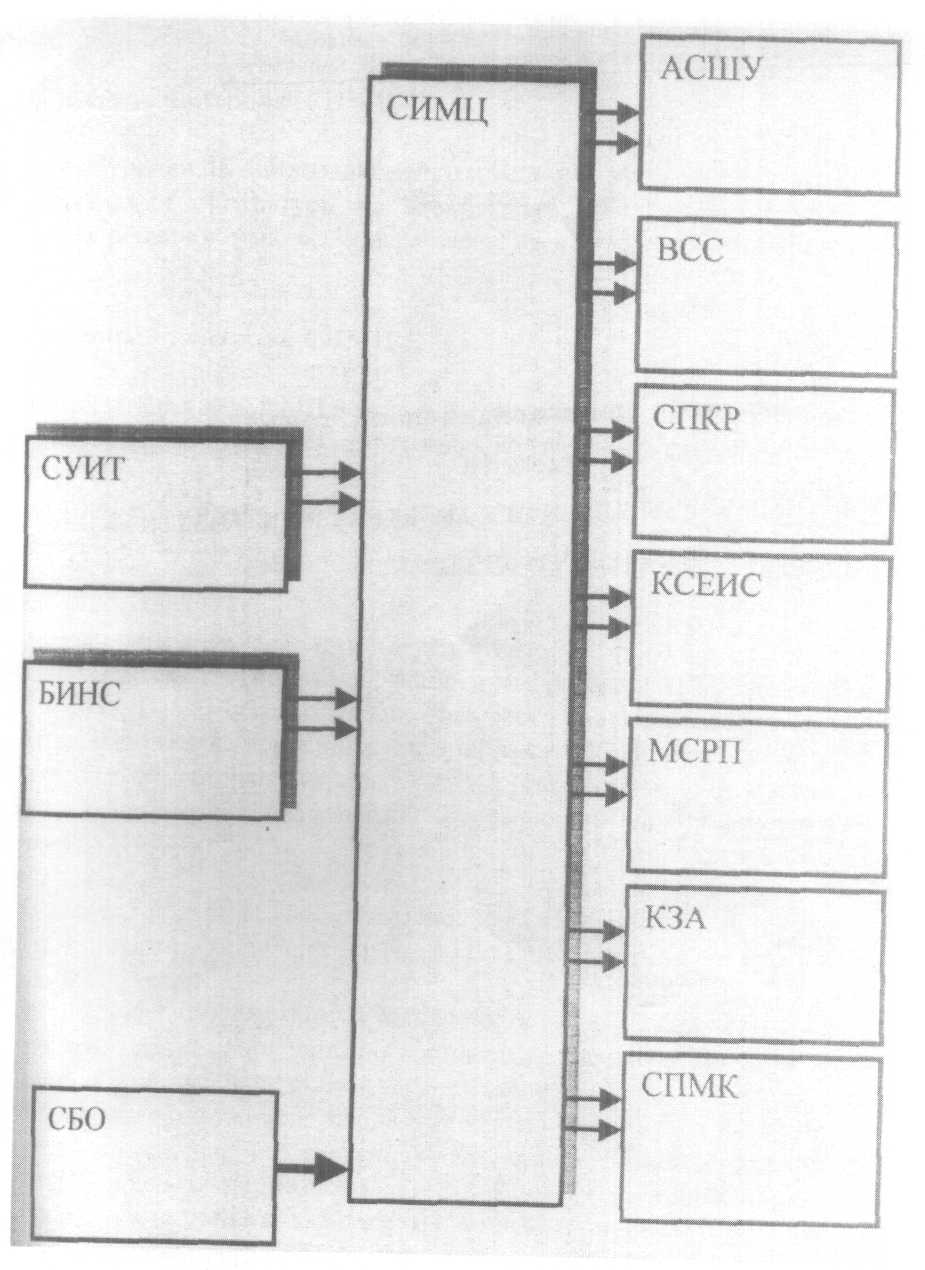 СИМЦ
СУИТ
БИНС
СБО
АСШУ
ВСС
СПКР
КСЕИС
МСРП
КЗА
СПМК